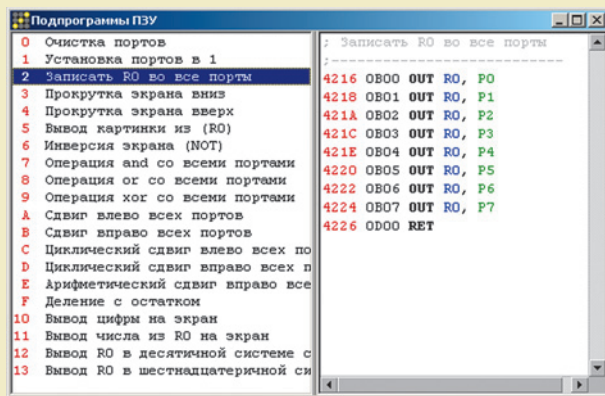 Подпрограммы ПЗУ
0 Очистка портов
1 Установка портов в 1
2 Записать R0 во все порты
3 Прокрутка экрана вниз
4 Прокрутка экрана вверх
5 Вывод картинки из (R0)
6 Инверсия экрана (NOT)
7 Операция and со всеми портами
8 Операция or со всеми портами
9 Операция xor со всеми портами
A Сдвиг влево всех портов
B Сдвиг вправо всех портов
C Циклический сдвиг влево всех по
D Циклический сдвиг вправо всех п
E Арифметический сдвиг вправо все
F Деление с остатком
10 Вывод цифры на экран
11 Вывод числа из R0 на экран
12 Вывод R0 в десятичной системе с
13 Вывод R0 в шестнадцатеричной си
; Записать R0 во все порты
;---------------------------
4216 0B00 OUT R0, P0
4218 0B01 OUT R0, P1
421A 0B02 OUT R0, P2
421C 0B03 OUT R0, P3
421E 0B04 OUT R0, P4
4220 0B05 OUT R0, P5
4222 0B06 OUT R0, P6
4224 0B07 OUT R0, P7
4226 0D00 RET